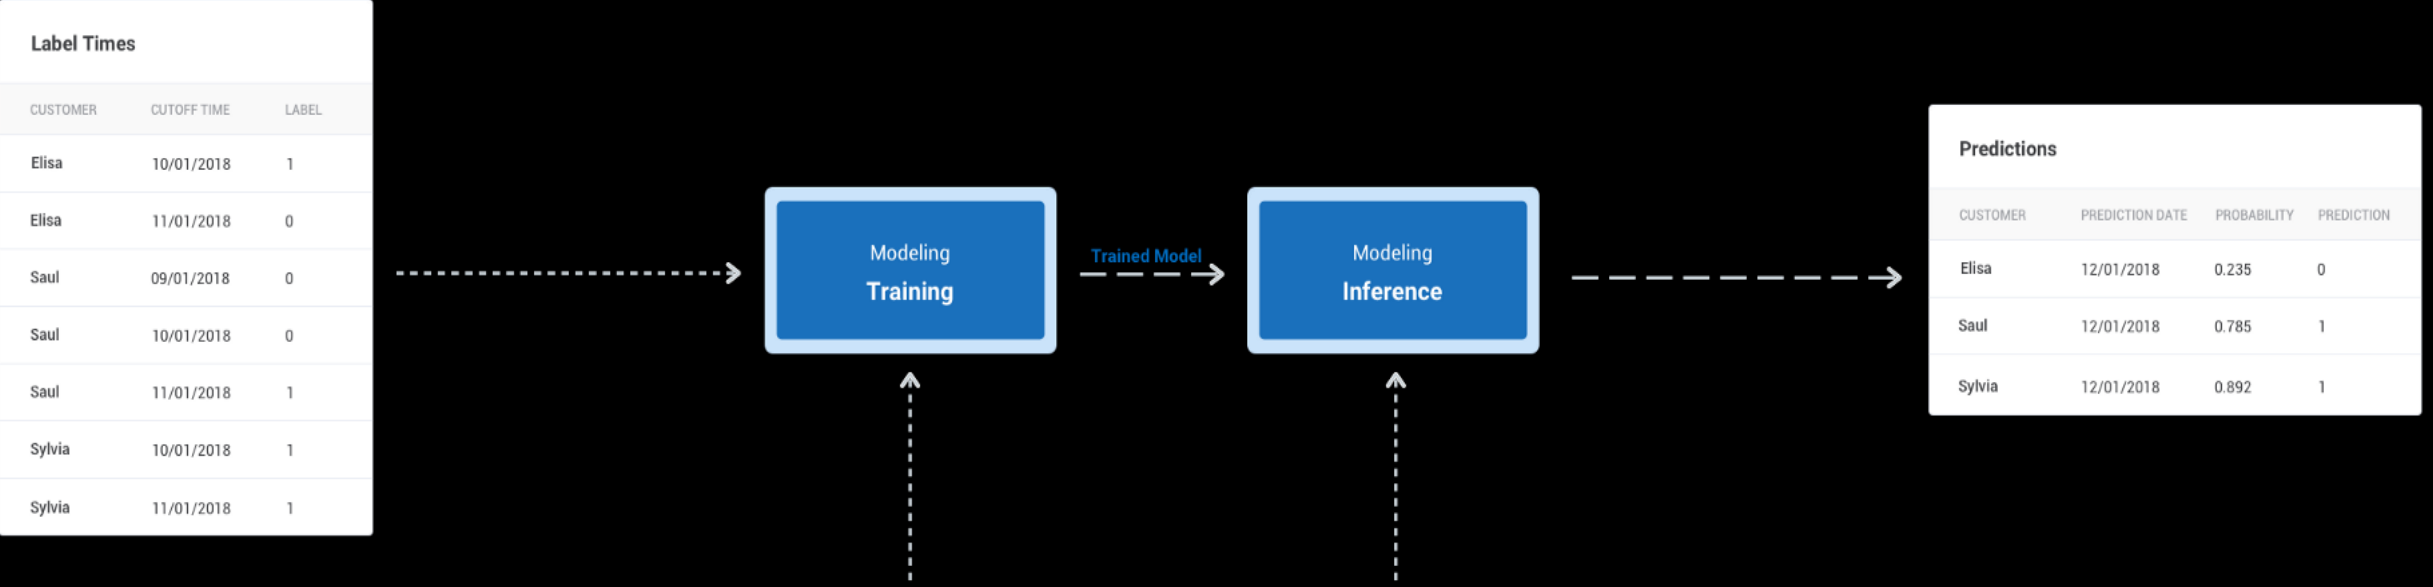 Label Times
CUSTOMER CUTOFF TIME LABEL
Elisa 10/01/2018 1
Elisa 11/01/2018 0
Saul 09/01/2018 0
Saul 10/01/2018 0
Saul 11/01/2018 1
Sylvia 10/01/2018 1
Sylvia 11/01/2018 1
Modeling
Training
Trained Model
Modeling
Inference
Predictions
CUSTOMER PREDICTION DATE PROBABILITY PREDICTION
Elisa 12/01/2018 0.235 0
Saul 12/01/2018 0.785 1
Sylvia 12/01/2018 0.892 1